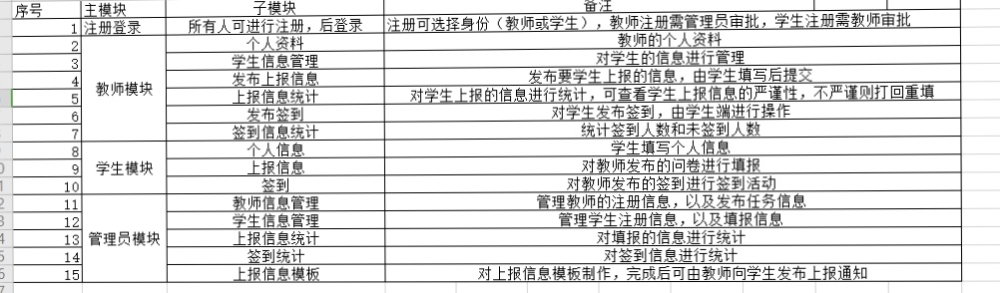 序号 主模块 子模块 备注
1 注册登录 所有人可进行注册，后登录 注册可选择身份（教师或学生），教师注册需管理员审批，学生注册需教师审批
2 教师模块 个人资料 教师的个人资料
3 学生信息管理 对学生的信息进行管理
4 发布上报信息 发布要学生上报的信息，由学生填写后提交
5 上报信息统计 对学生上报的信息进行统计，可查看学生上报信息的严谨性，不严谨则打回重填
6 发布签到 对学生发布签到，由学生端进行操作
7 签到信息统计 统计签到人数和未签到人数
8 学生模块 个人信息 学生填写个人信息
9 上报信息 对教师发布的问卷进行填报
10 签到 对教师发布的签到进行签到活动
11 管理员模块 教师信息管理 管理教师的注册信息，以及发布任务信息
12 学生信息管理 管理学生注册信息，以及填报信息
13 上报信息统计 对填报的信息进行统计
14 签到统计 对签到信息进行统计
15 上报信息模板 对上报信息模板制作，完成后可由教师向学生发布上报通知